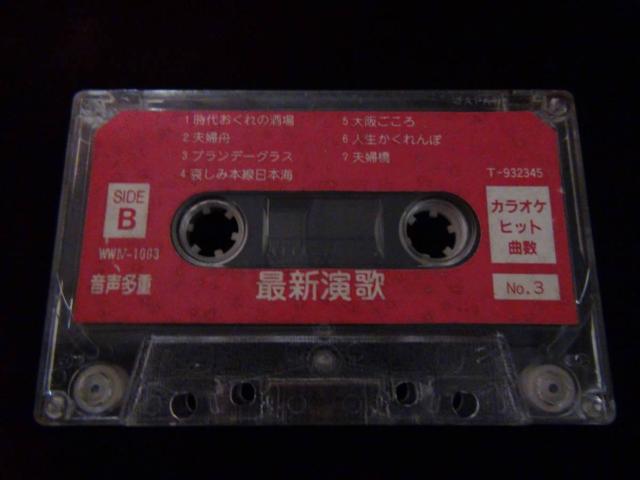 1 時代おくれの酒場
2 夫婦舟
3 ブランデーグラス
4 哀しみ本線日本海
5 大阪ごころ
6 人生かくれんぼ
7 夫婦橋
T-932345
SIDE
B
カラオケ
ヒット
曲数
音声多重
最新演歌
No.3